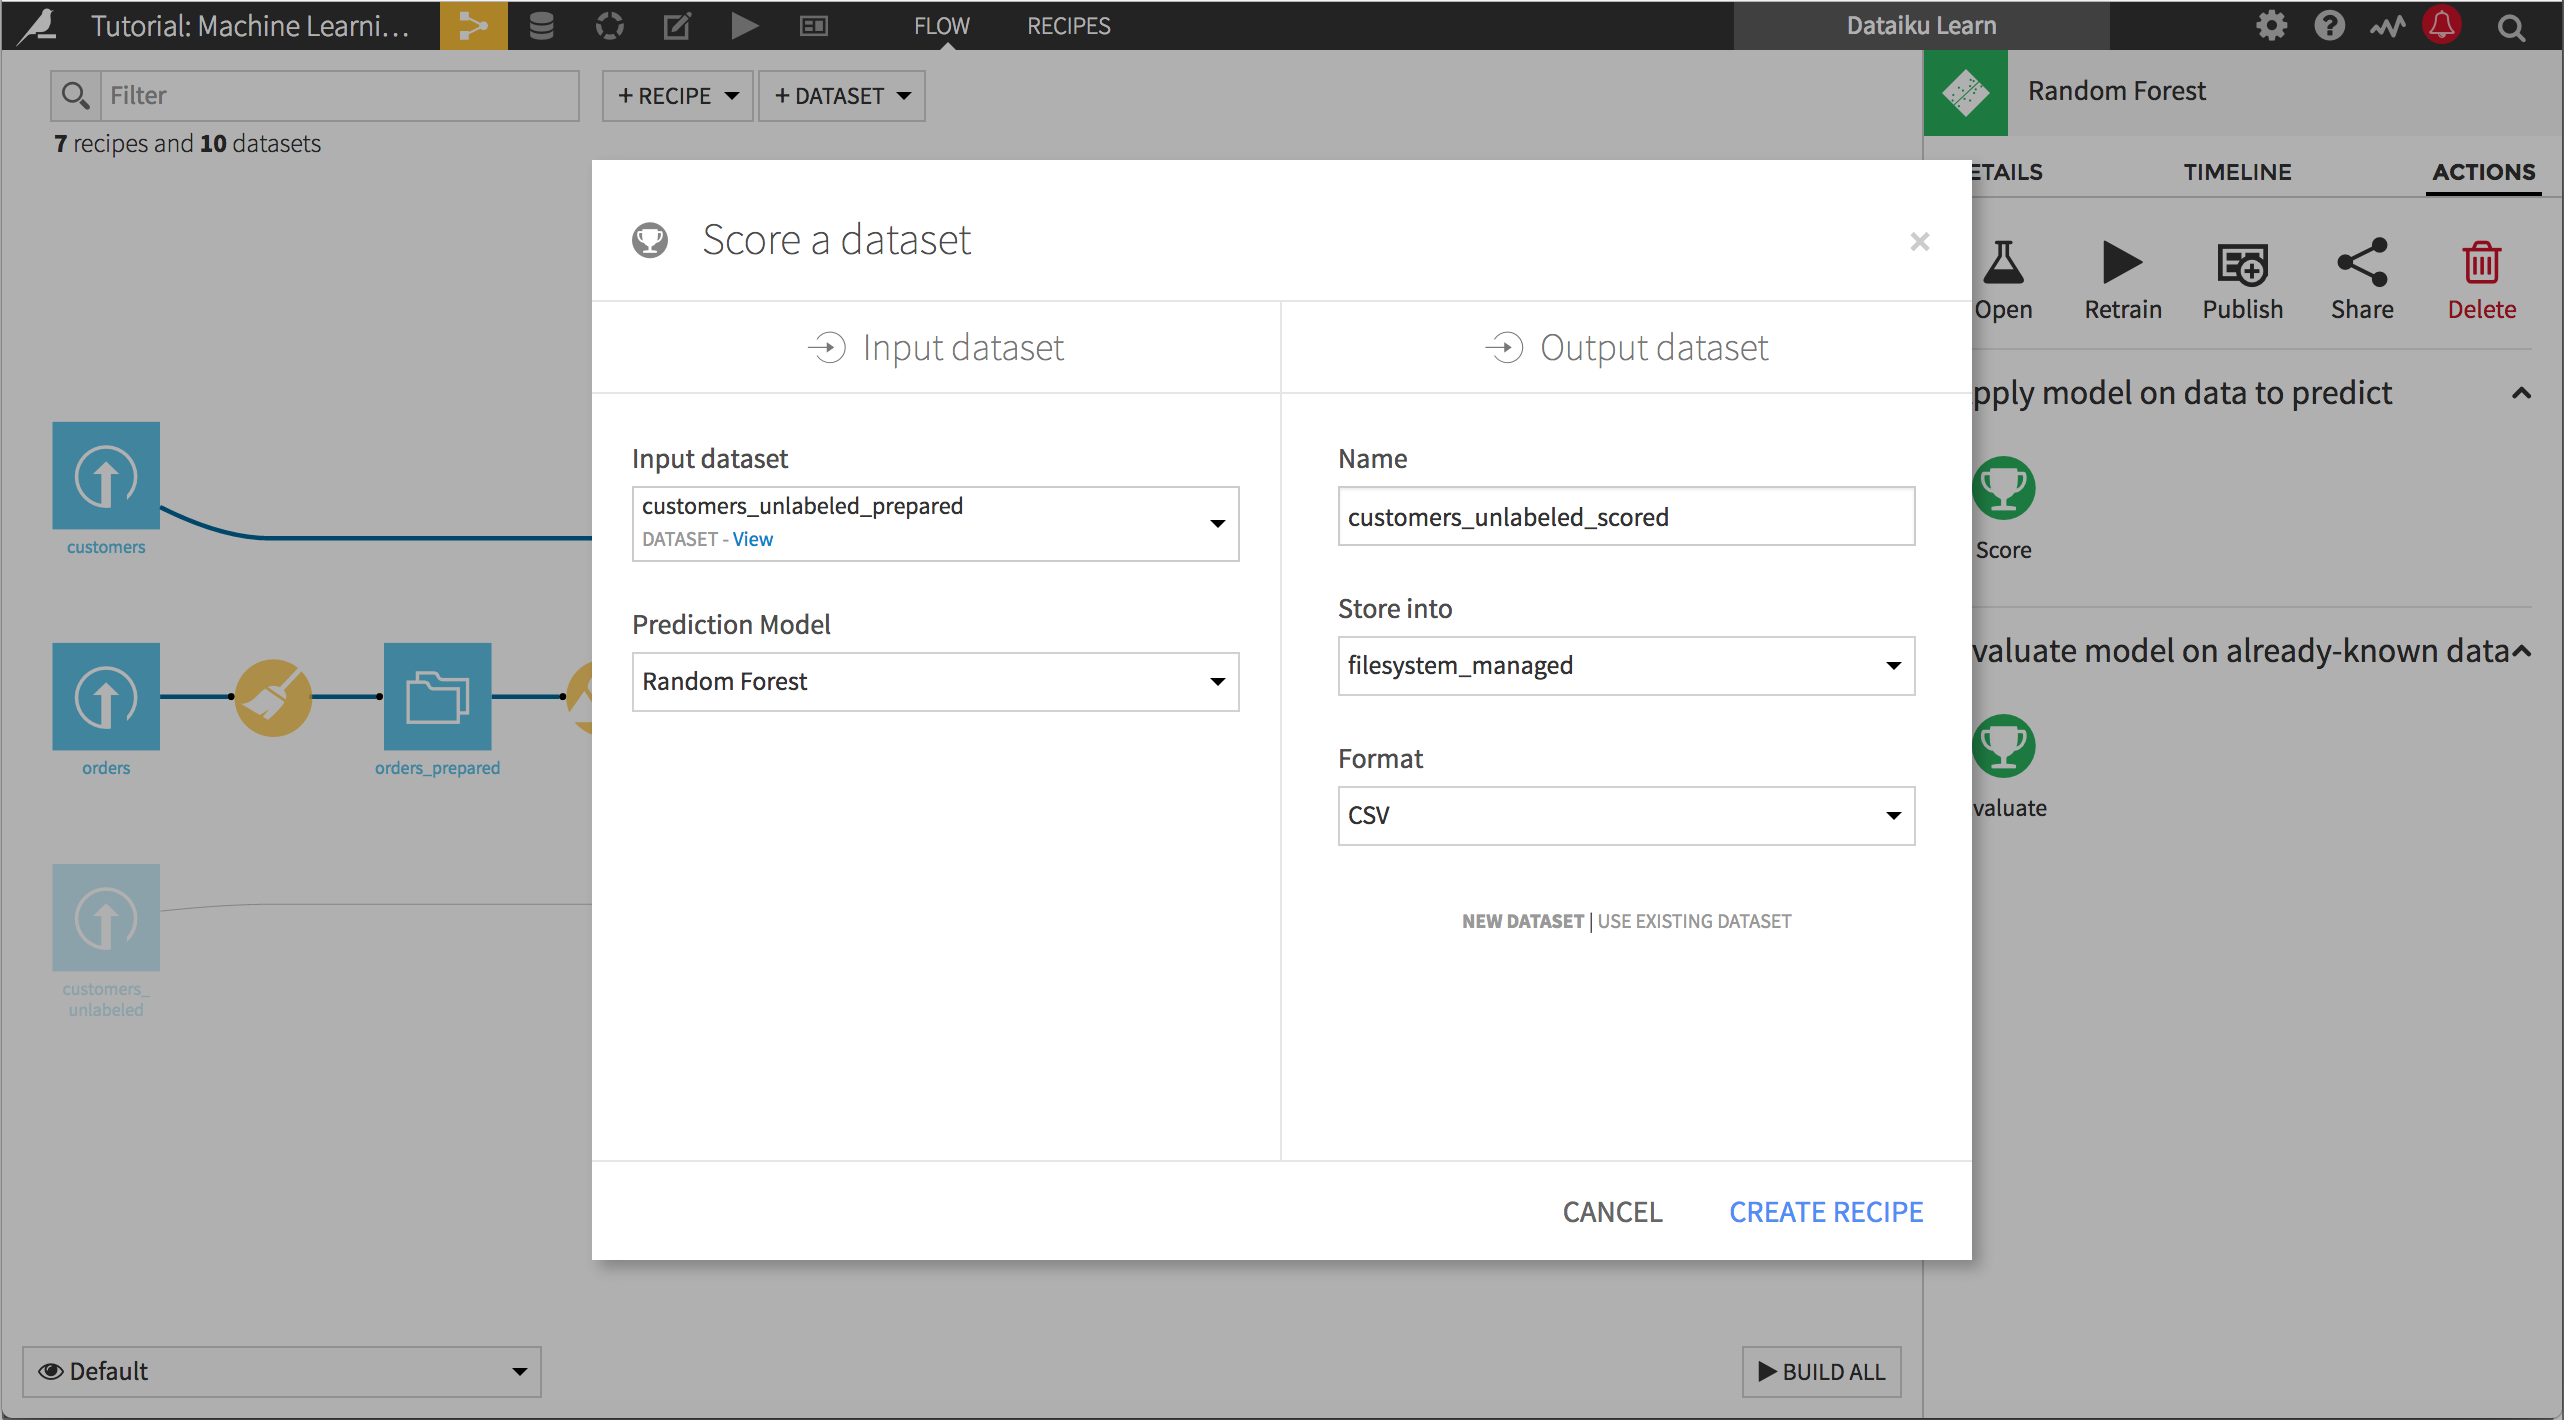 Tutorial: Machine Learni...
FLOW
RECIPES
Dataiku Learn
Filter
+ RECIPE
+ DATASET
7 recipes and 10 datasets
Random Forest
ETAILS
TIMELINE
ACTIONS
Open
Retrain
Publish
Share
Delete
pply model on data to predict
Score
valuate model on already-known data
valuate
Score a dataset
×
Input dataset
Output dataset
Input dataset
customers_unlabeled_prepared
DATASET - View
Prediction Model
Random Forest
Name
customers_unlabeled_scored
Store into
filesystem_managed
Format
CSV
NEW DATASET | USE EXISTING DATASET
CANCEL
CREATE RECIPE
customers
orders
orders_prepared
customers_
unlabeled
Default
BUILD ALL